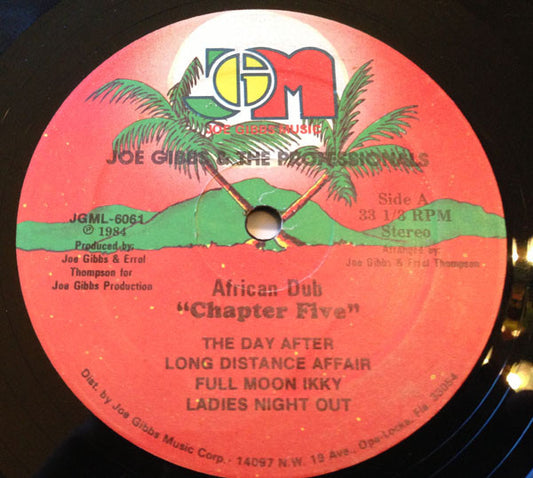 JGM
JOE GIBBS MUSIC
JOE GIBBS & THE PROFESSIONALS
JGML-6061
℗ 1984
Produced by:
Joe Gibbs & Errol
Thompson for
Joe Gibbs Production
Side A
33 1/3 RPM
Stereo
Arranged by:
Joe Gibbs & Errol Thompson
African Dub
"Chapter Five"
THE DAY AFTER
LONG DISTANCE AFFAIR
FULL MOON IKKY
LADIES NIGHT OUT
Dist. by Joe Gibbs Music Corp. - 14097 N.W. 19 Ave., Opa-Locka, Fla. 33054